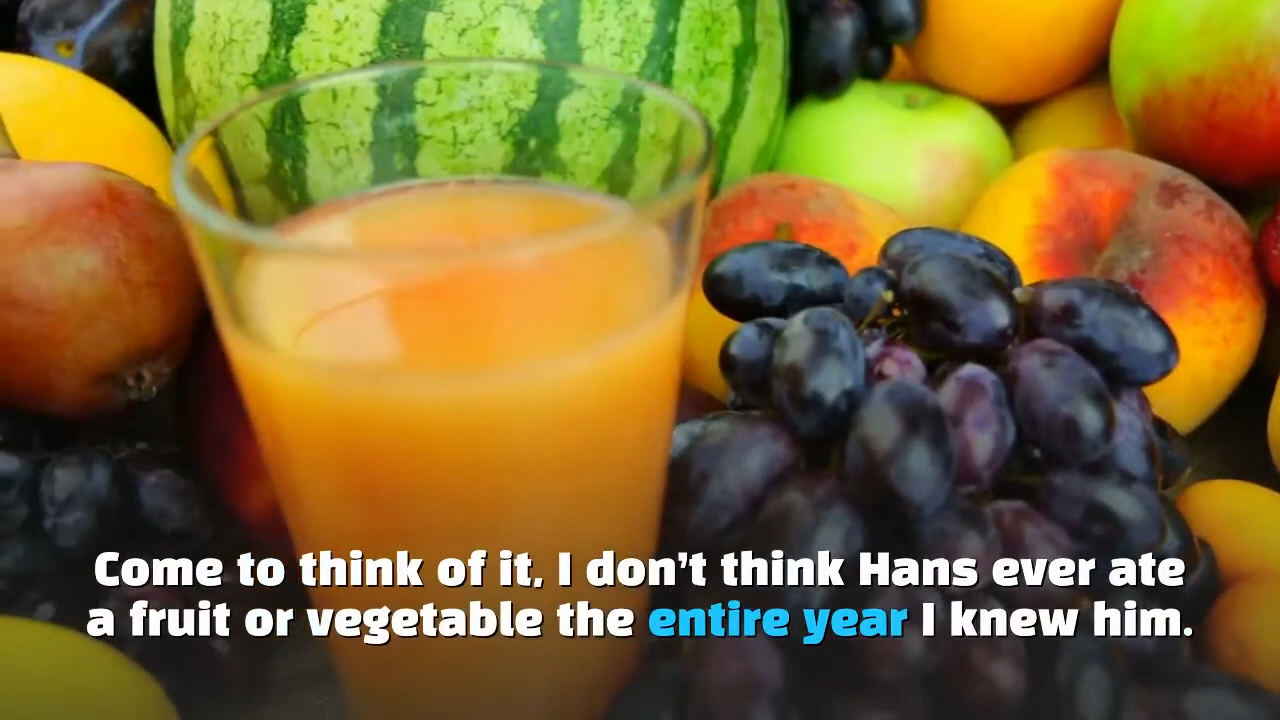 Come to think of it, I don't think Hans ever ate
a fruit or vegetable the entire year I knew him.